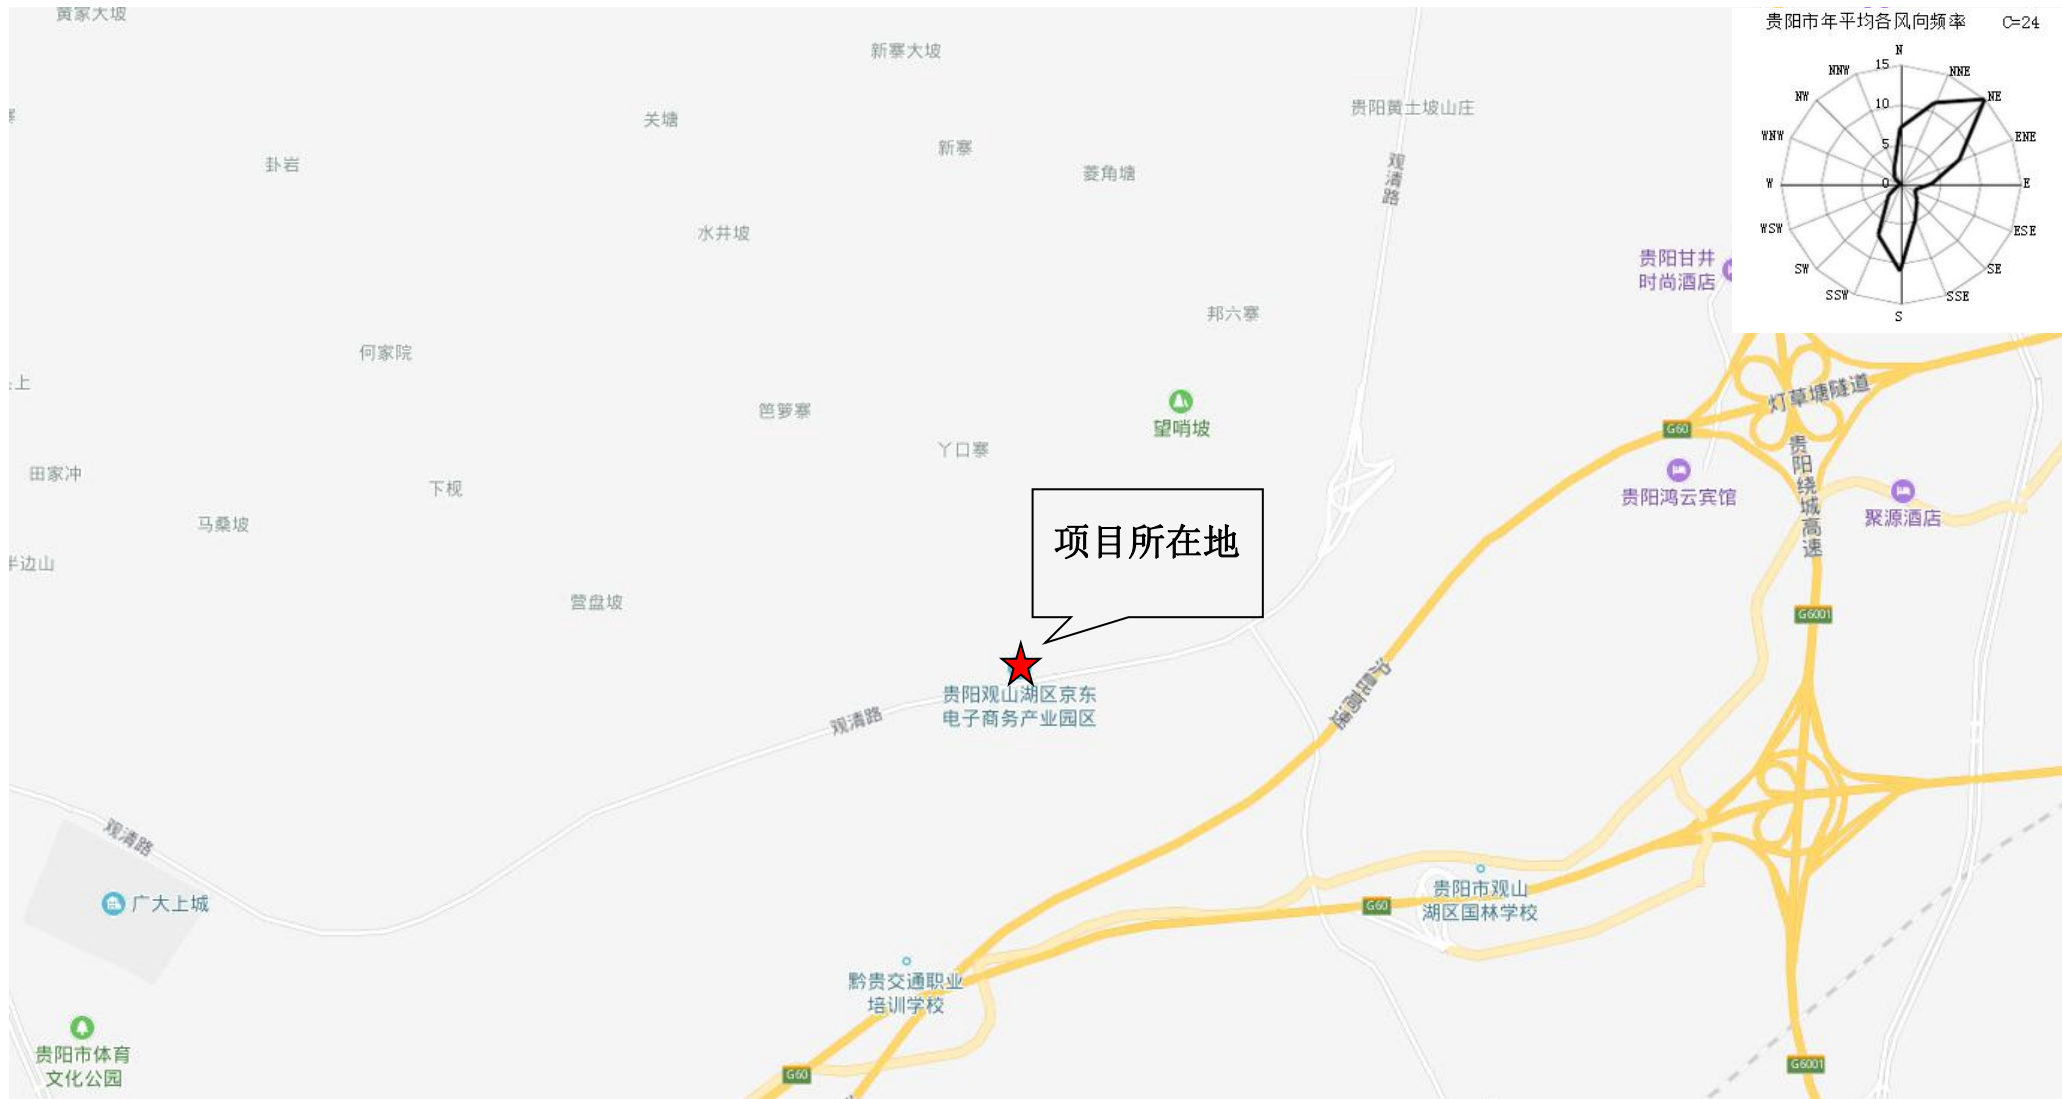 黄家大坡
新寨大坡
贵阳市年平均各风向频率 C=24
N
NNE
NE
ENE
E
ESE
SE
SSE
S
SSW
SW
WSW
W
WNW
NW
NNW
15
10
5
0
关塘
贵阳黄土坡山庄
新寨
卦岩
菱角塘
观清路
水井坡
贵阳甘井
时尚酒店
邦六寨
何家院
上
灯草塘隧道
笆箩寨
望哨坡
G60
丫口寨
贵阳绕城高速
田家冲
下枧
贵阳鸿云宾馆
聚源酒店
马桑坡
项目所在地
半边山
营盘坡
G6001
贵阳观山湖区京东
电子商务产业园区
沪昆高速
观清路
观清路
广大上城
贵阳市观山
湖区国林学校
G60
黔贵交通职业
培训学校
贵阳市体育
文化公园
G60
G6001